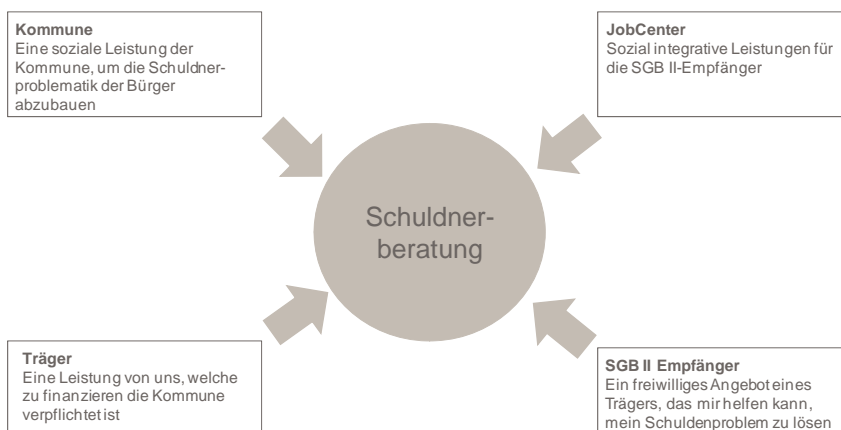 Kommune
Eine soziale Leistung der
Kommune, um die Schuldner-
problematik der Bürger
abzubauen
JobCenter
Sozial integrative Leistungen für
die SGB II-Empfänger
Schuldner-
beratung
Träger
Eine Leistung von uns, welche
zu finanzieren die Kommune
verpflichtet ist
SGB II Empfänger
Ein freiwilliges Angebot eines
Trägers, das mir helfen kann,
mein Schuldenproblem zu lösen